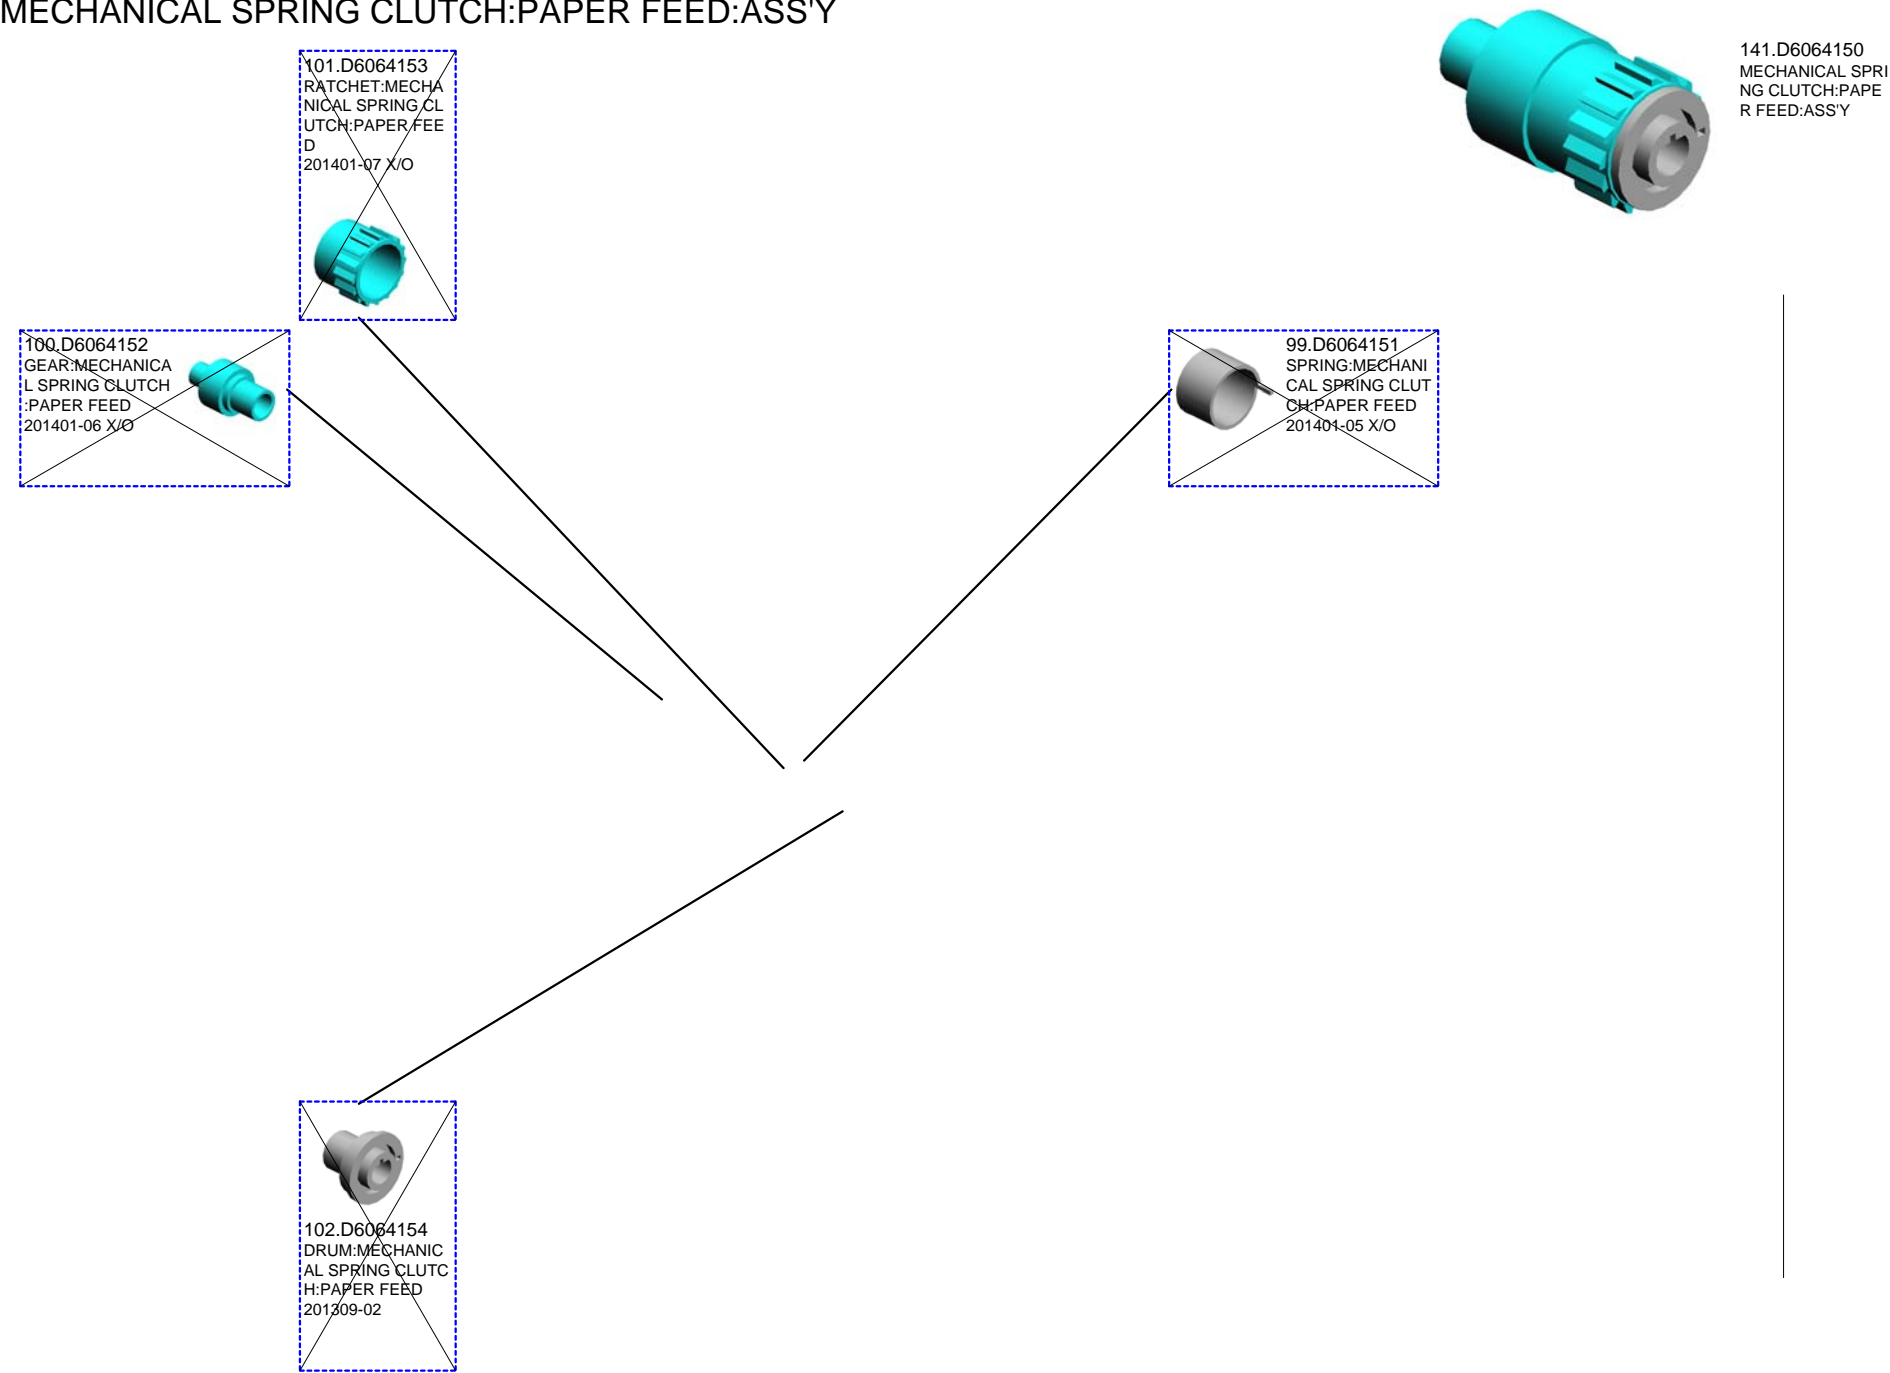 MECHANICAL SPRING CLUTCH:PAPER FEED:ASS'Y
141.D6064150
MECHANICAL SPRI
NG CLUTCH:PAPE
R FEED:ASS'Y
101.D6064153
RATCHET:MECHA
NICAL SPRING CL
UTCH:PAPER FEE
D
201401-07 X/O
100.D6064152
GEAR:MECHANICA
L SPRING CLUTCH
:PAPER FEED
201401-06 X/O
99.D6064151
SPRING:MECHANI
CAL SPRING CLUT
CH:PAPER FEED
201401-05 X/O
102.D6064154
DRUM:MECHANIC
AL SPRING CLUTC
H:PAPER FEED
201309-02